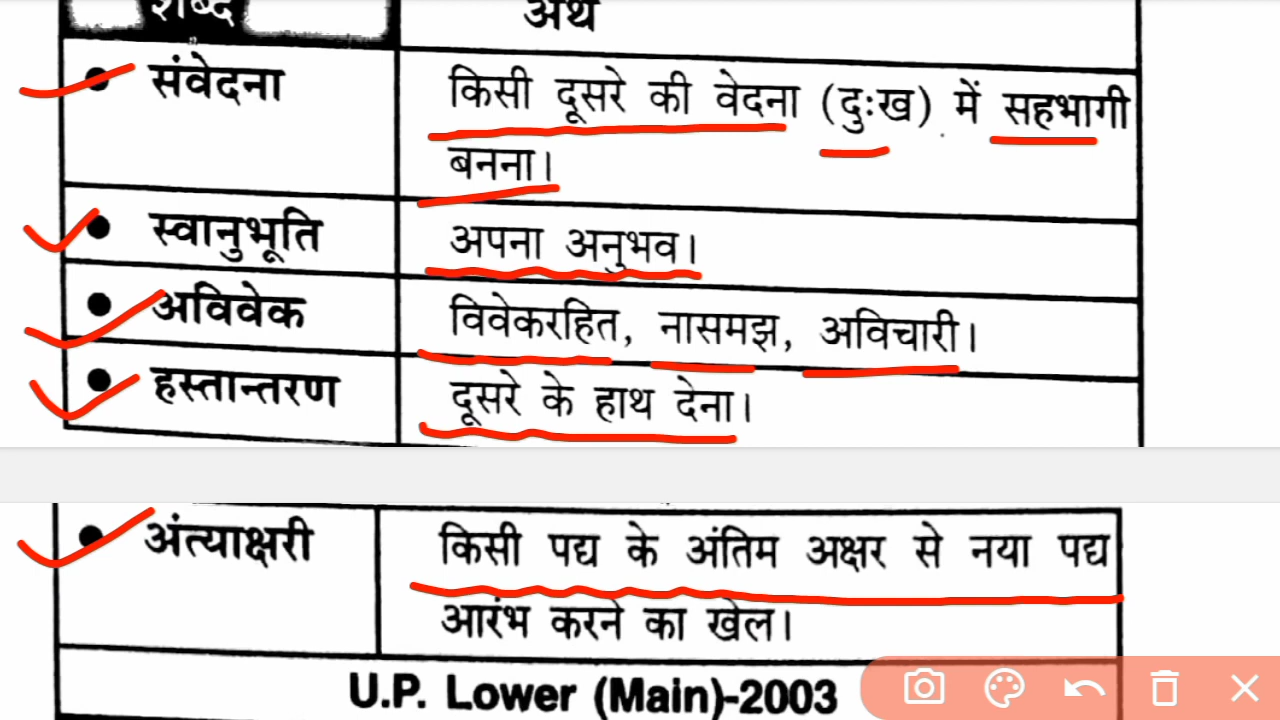 शब्द अर्थ
• संवेदना किसी दूसरे की वेदना (दुःख) में सहभागी
बनना।
• स्वानुभूति अपना अनुभव।
• अविवेक विवेकरहित, नासमझ, अविचारी।
• हस्तान्तरण दूसरे के हाथ देना।
• अंत्याक्षरी किसी पद्य के अंतिम अक्षर से नया पद्य
आरंभ करने का खेल।
U.P. Lower (Main)-2003